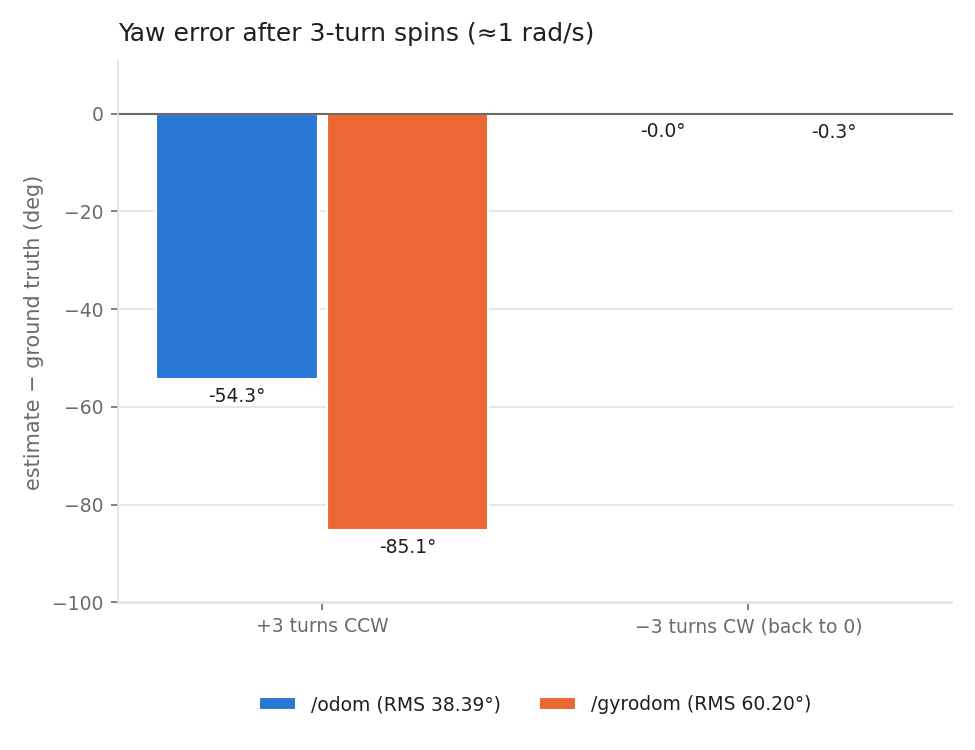 Yaw error after 3-turn spins (≈1 rad/s)
estimate − ground truth (deg)
0
−20
−40
−60
−80
−100
-54.3°
-85.1°
-0.0°
-0.3°
+3 turns CCW
−3 turns CW (back to 0)
/odom (RMS 38.39°)
/gyrodom (RMS 60.20°)